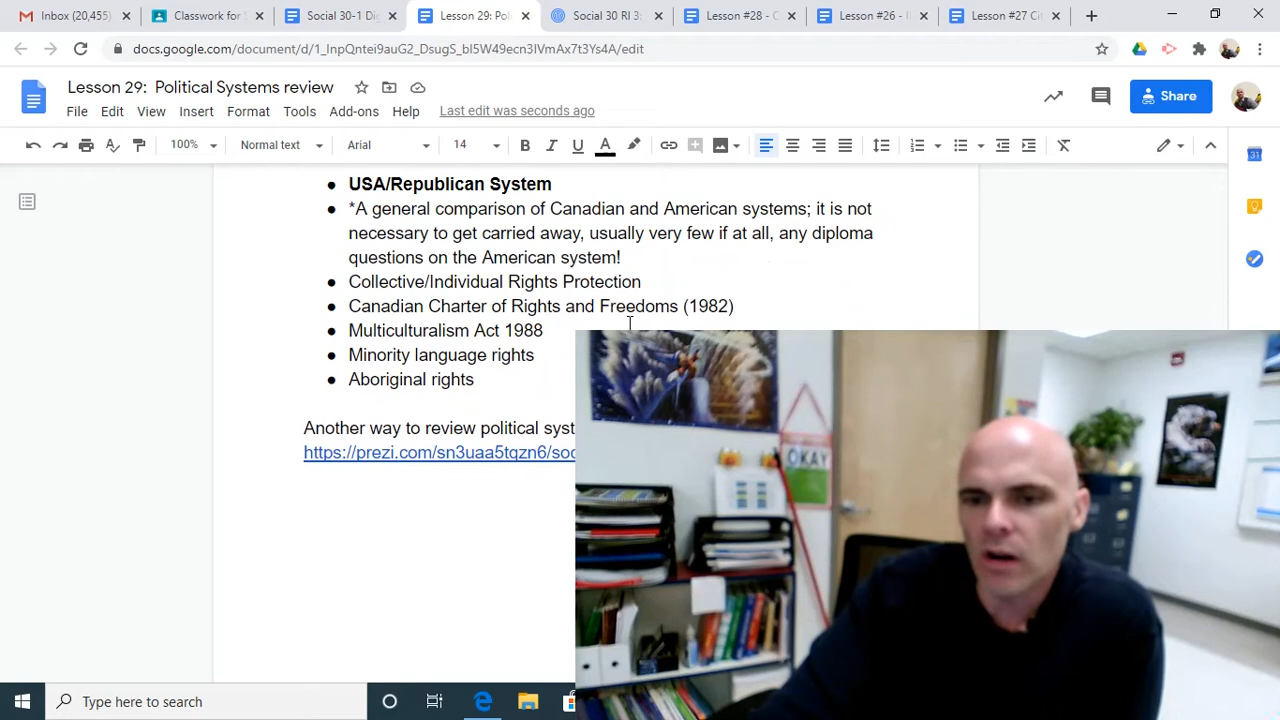 Inbox (20,455)
Classwork for
Social 30-1 Di
Lesson 29: Pol
Social 30 RI 3:
Lesson #28 - C
Lesson #26 - I
Lesson #27 Ci
docs.google.com/document/d/1_InpQntei9auG2_DsugS_bI5W49ecn3IVmAx7t3Ys4A/edit
Lesson 29: Political Systems review
Share
File Edit View Insert Format Tools Add-ons Help Last edit was seconds ago
100% Normal text Arial 14 B I U A
31
USA/Republican System
*A general comparison of Canadian and American systems; it is not
necessary to get carried away, usually very few if at all, any diploma
questions on the American system!
Collective/Individual Rights Protection
Canadian Charter of Rights and Freedoms (1982)
Multiculturalism Act 1988
Minority language rights
Aboriginal rights
Another way to review political syst
https://prezi.com/sn3uaa5tqzn6/soc
OKAY
Type here to search